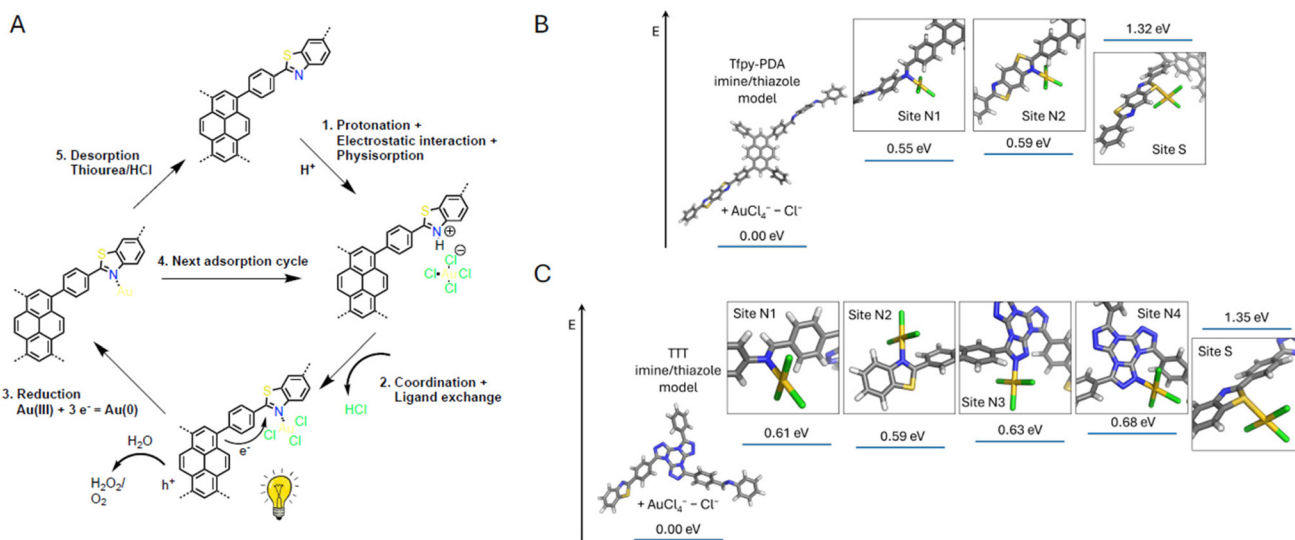 A
S
N
5. Desorption
Thiourea/HCl
1. Protonation +
Electrostatic interaction +
Physisorption
H+
S
N
Au
4. Next adsorption cycle
S
N
H
⊕
⊖
Cl
Cl
Au
Cl
Cl
3. Reduction
Au(III) + 3 e- = Au(0)
2. Coordination +
Ligand exchange
HCl
S
N
Cl
Au
Cl
Cl
e-
h+
H2O
H2O2/
O2
B
E
Tfpy-PDA
imine/thiazole
model
+ AuCl4− – Cl−
0.00 eV
Site N1
0.55 eV
Site N2
0.59 eV
1.32 eV
Site S
C
E
TTT
imine/thiazole
model
+ AuCl4− – Cl−
0.00 eV
Site N1
0.61 eV
Site N2
0.59 eV
Site N3
0.63 eV
Site N4
0.68 eV
1.35 eV
Site S